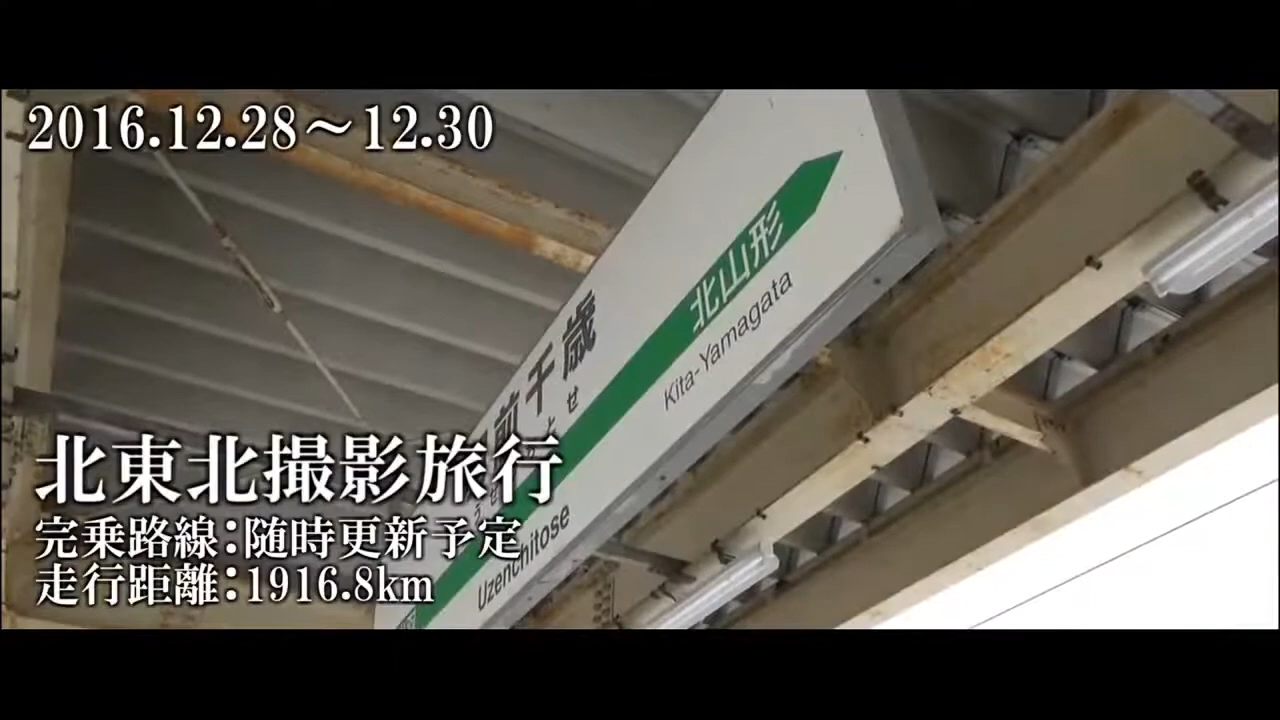 2016.12.28～12.30
北山形
Kita-Yamagata
前千歳
Uzenchitose
北東北撮影旅行
完乗路線：随時更新予定
走行距離：1916.8km